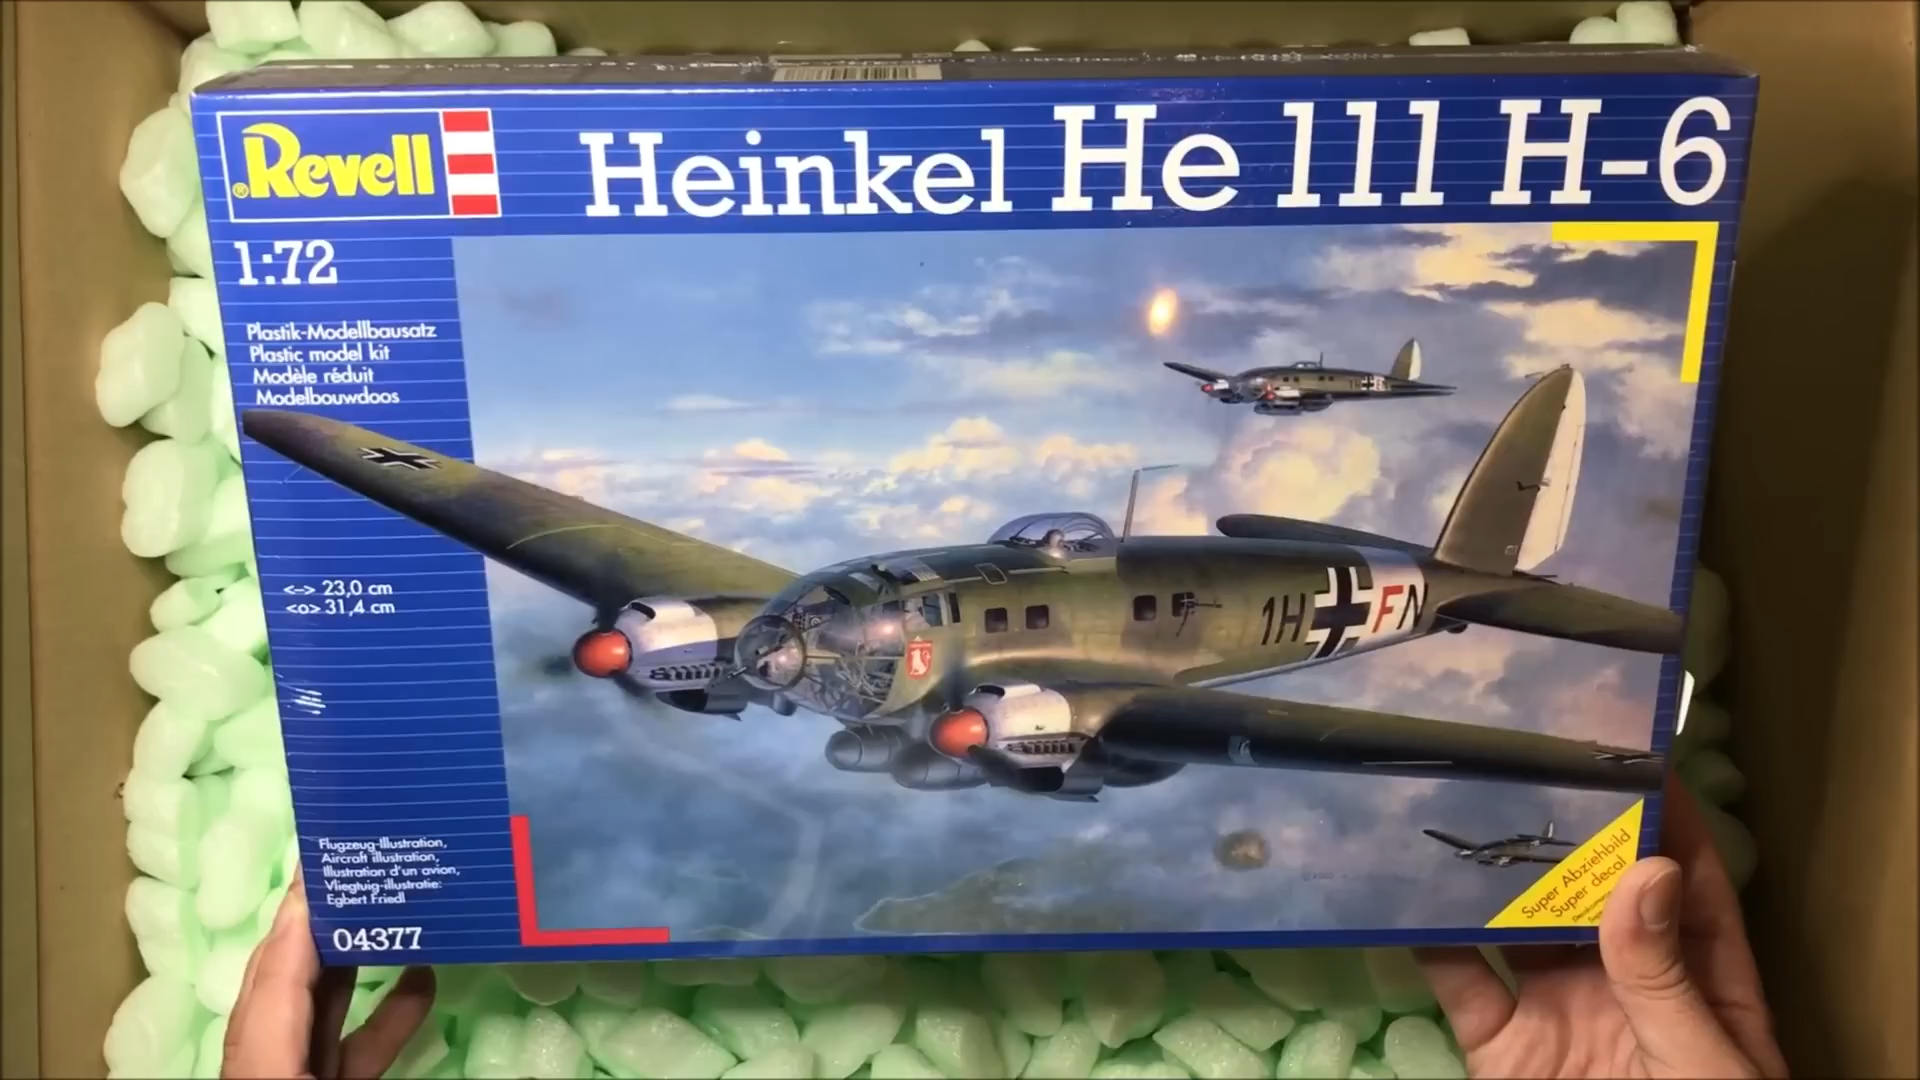 Revell
Heinkel He 111 H-6
1:72
Plastik-Modellbausatz
Plastic model kit
Modèle réduit
Modelbouwdoos
<-> 23,0 cm
<o> 31,4 cm
1H FN
Flugzeug-Illustration,
Aircraft illustration,
Illustration d'un avion,
Vliegtuig-illustratie:
Egbert Friedl
04377
Super Abziehbild
Super decal